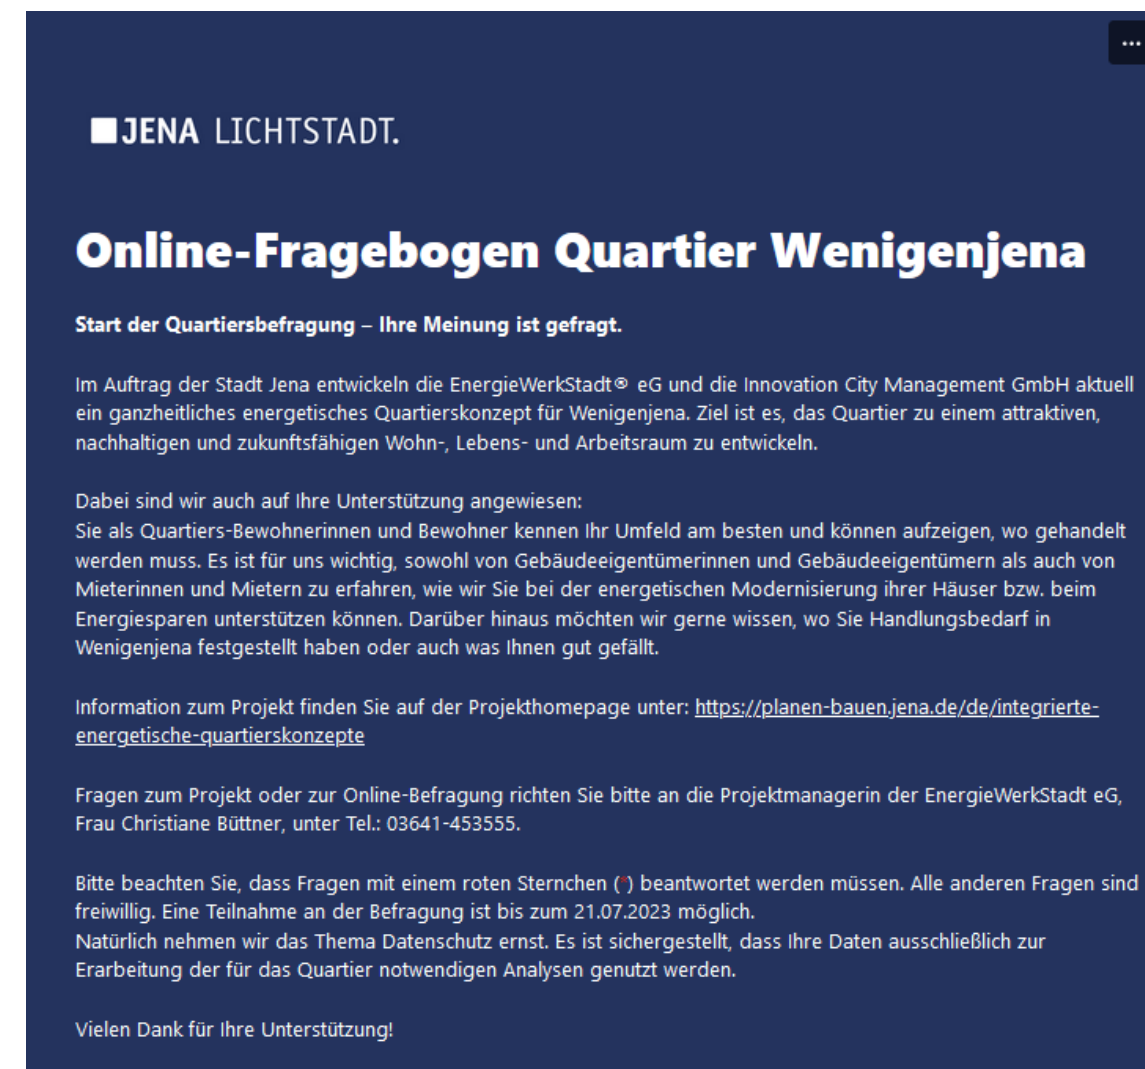 JENA LICHTSTADT.
Online-Fragebogen Quartier Wenigenjena
Start der Quartiersbefragung – Ihre Meinung ist gefragt.
Im Auftrag der Stadt Jena entwickeln die EnergieWerkStadt® eG und die Innovation City Management GmbH aktuell
ein ganzheitliches energetisches Quartierskonzept für Wenigenjena. Ziel ist es, das Quartier zu einem attraktiven,
nachhaltigen und zukunftsfähigen Wohn-, Lebens- und Arbeitsraum zu entwickeln.
Dabei sind wir auch auf Ihre Unterstützung angewiesen:
Sie als Quartiers-Bewohnerinnen und Bewohner kennen Ihr Umfeld am besten und können aufzeigen, wo gehandelt
werden muss. Es ist für uns wichtig, sowohl von Gebäudeeigentümerinnen und Gebäudeeigentümern als auch von
Mieterinnen und Mietern zu erfahren, wie wir Sie bei der energetischen Modernisierung ihrer Häuser bzw. beim
Energiesparen unterstützen können. Darüber hinaus möchten wir gerne wissen, wo Sie Handlungsbedarf in
Wenigenjena festgestellt haben oder auch was Ihnen gut gefällt.
Information zum Projekt finden Sie auf der Projekthomepage unter: https://planen-bauen.jena.de/de/integrierte-
energetische-quartierskonzepte
Fragen zum Projekt oder zur Online-Befragung richten Sie bitte an die Projektmanagerin der EnergieWerkStadt eG,
Frau Christiane Büttner, unter Tel.: 03641-453555.
Bitte beachten Sie, dass Fragen mit einem roten Sternchen (*) beantwortet werden müssen. Alle anderen Fragen sind
freiwillig. Eine Teilnahme an der Befragung ist bis zum 21.07.2023 möglich.
Natürlich nehmen wir das Thema Datenschutz ernst. Es ist sichergestellt, dass Ihre Daten ausschließlich zur
Erarbeitung der für das Quartier notwendigen Analysen genutzt werden.
Vielen Dank für Ihre Unterstützung!